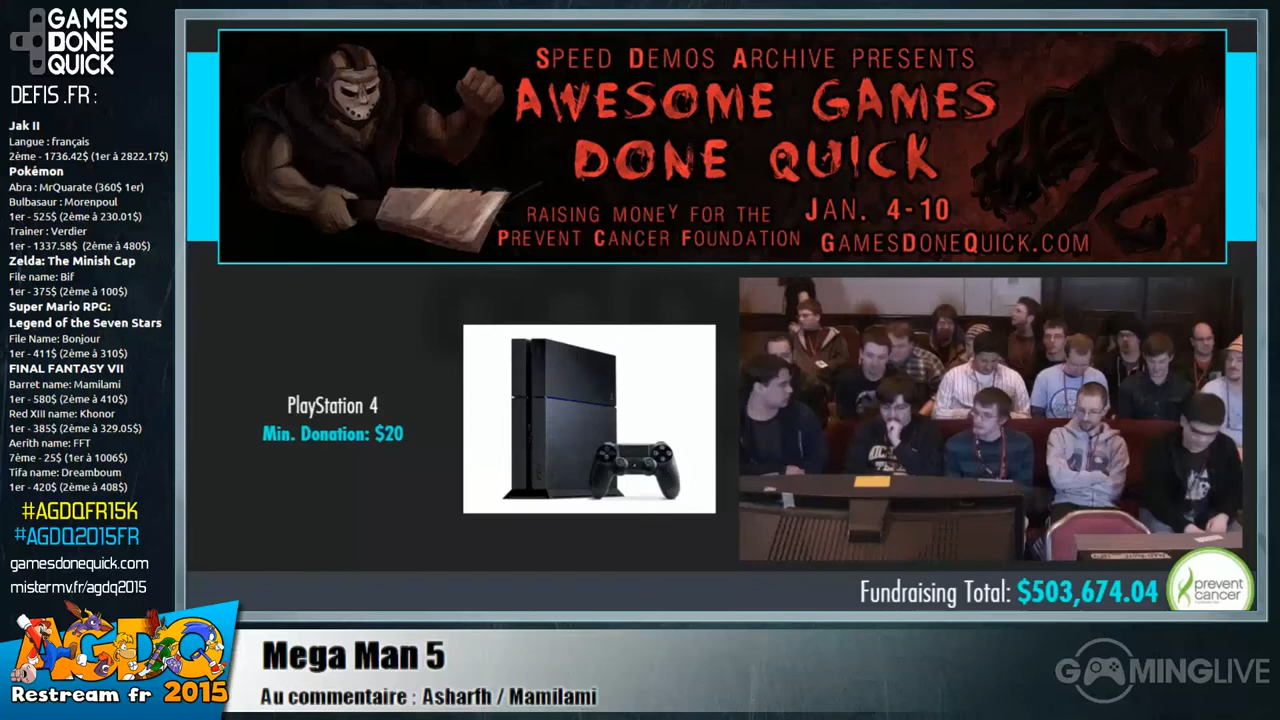 GAMES
DONE
QUICK
DEFIS .FR :
Jak II
Langue : français
2ème - 1736.42$ (1er à 2822.17$)
Pokémon
Abra : MrQuarate (360$ 1er)
Bulbasaur : Morenpoul
1er - 525$ (2ème à 230.01$)
Trainer : Verdier
1er - 1337.58$ (2ème à 480$)
Zelda: The Minish Cap
File name: Bif
1er - 375$ (2ème à 100$)
Super Mario RPG:
Legend of the Seven Stars
File Name: Bonjour
1er - 411$ (2ème à 310$)
FINAL FANTASY VII
Barret name: Mamilami
1er - 580$ (2ème à 410$)
Red XIII name: Khonor
1er - 385$ (2ème à 329.05$)
Aerith name: FFT
7ème - 25$ (1er à 1006$)
Tifa name: Dreamboum
1er - 420$ (2ème à 408$)
#AGDQFR15K
#AGDQ2015FR
gamesdonequick.com
mistermv.fr/agdq2015
AGDQ
Restream fr 2015
SPEED DEMOS ARCHIVE PRESENTS
AWESOME GAMES
DONE QUICK
RAISING MONEY FOR THE
PREVENT CANCER FOUNDATION
JAN. 4-10
GAMESDONEQUICK.COM
PlayStation 4
Min. Donation: $20
Fundraising Total: $503,674.04
prevent
cancer
Mega Man 5
Au commentaire : Asharfh / Mamilami
GAMINGLIVE